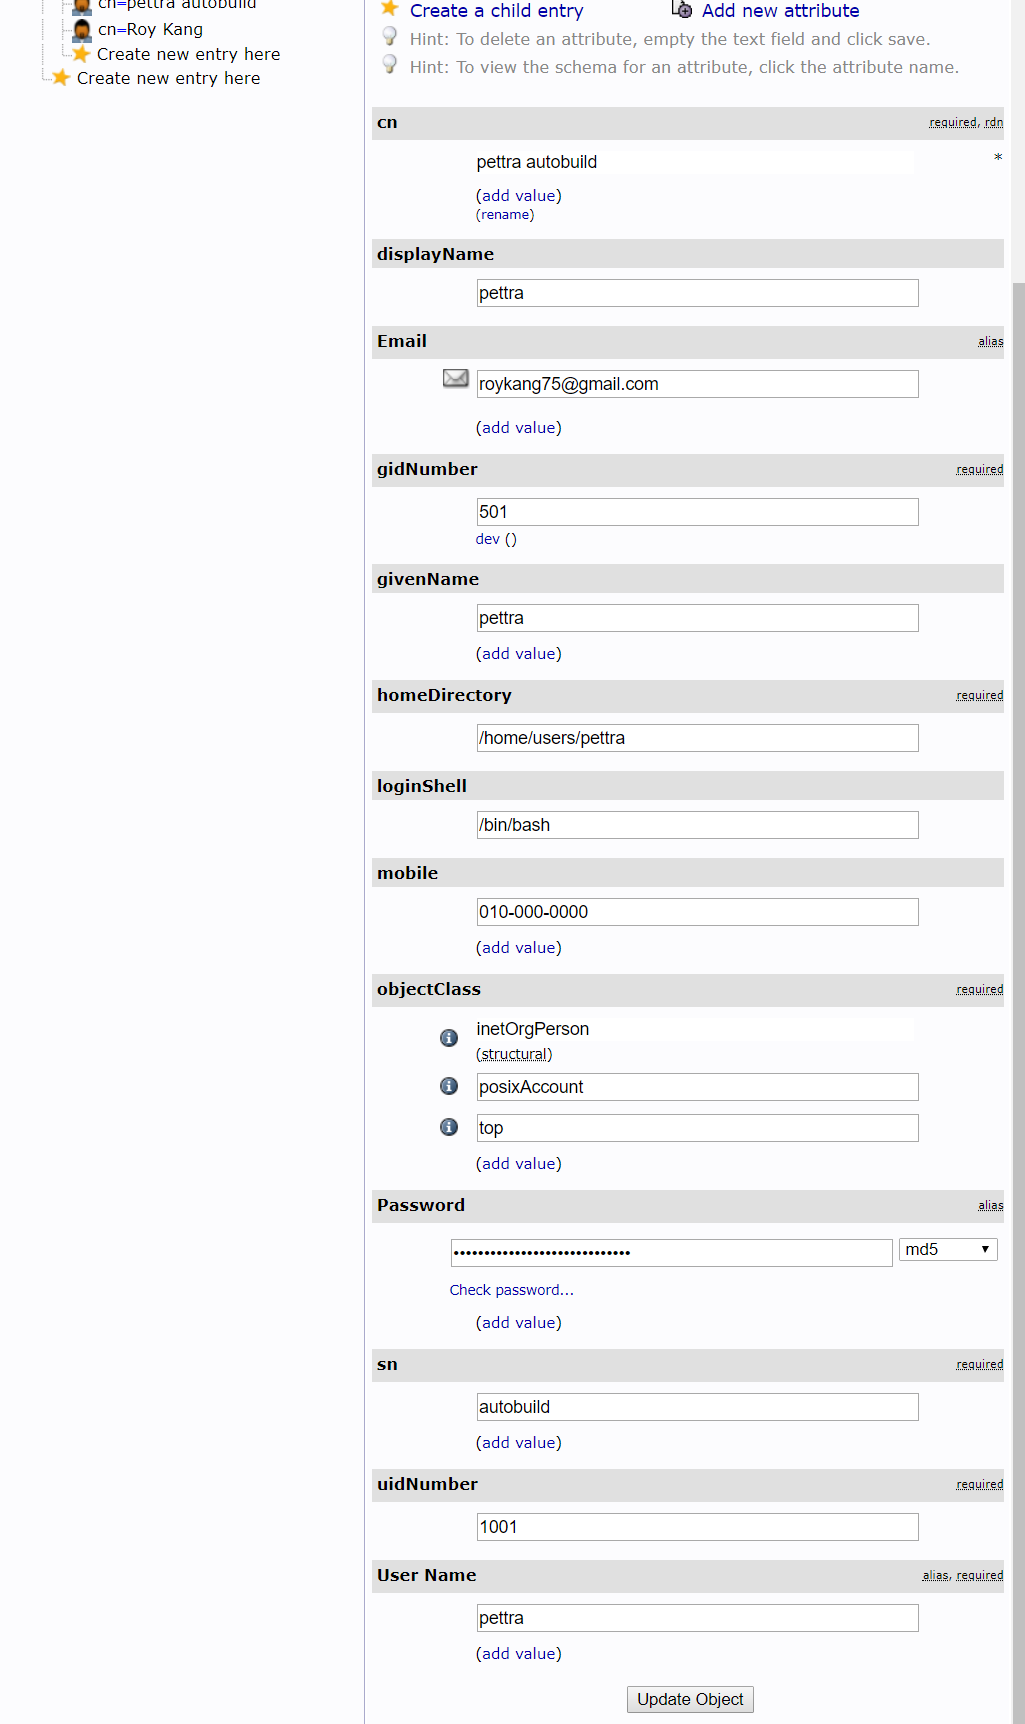 cn=pettra autobuild
cn=Roy Kang
Create new entry here
Create new entry here
Create a child entry
Add new attribute
Hint: To delete an attribute, empty the text field and click save.
Hint: To view the schema for an attribute, click the attribute name.
cn
required, rdn
pettra autobuild
*
(add value)
(rename)
displayName
pettra
Email
alias
roykang75@gmail.com
(add value)
gidNumber
required
501
dev ()
givenName
pettra
(add value)
homeDirectory
required
/home/users/pettra
loginShell
/bin/bash
mobile
010-000-0000
(add value)
objectClass
required
inetOrgPerson
(structural)
posixAccount
top
(add value)
Password
alias
•••••••••••••••••••••••••••••
md5
Check password...
(add value)
sn
required
autobuild
(add value)
uidNumber
required
1001
User Name
alias, required
pettra
(add value)
Update Object